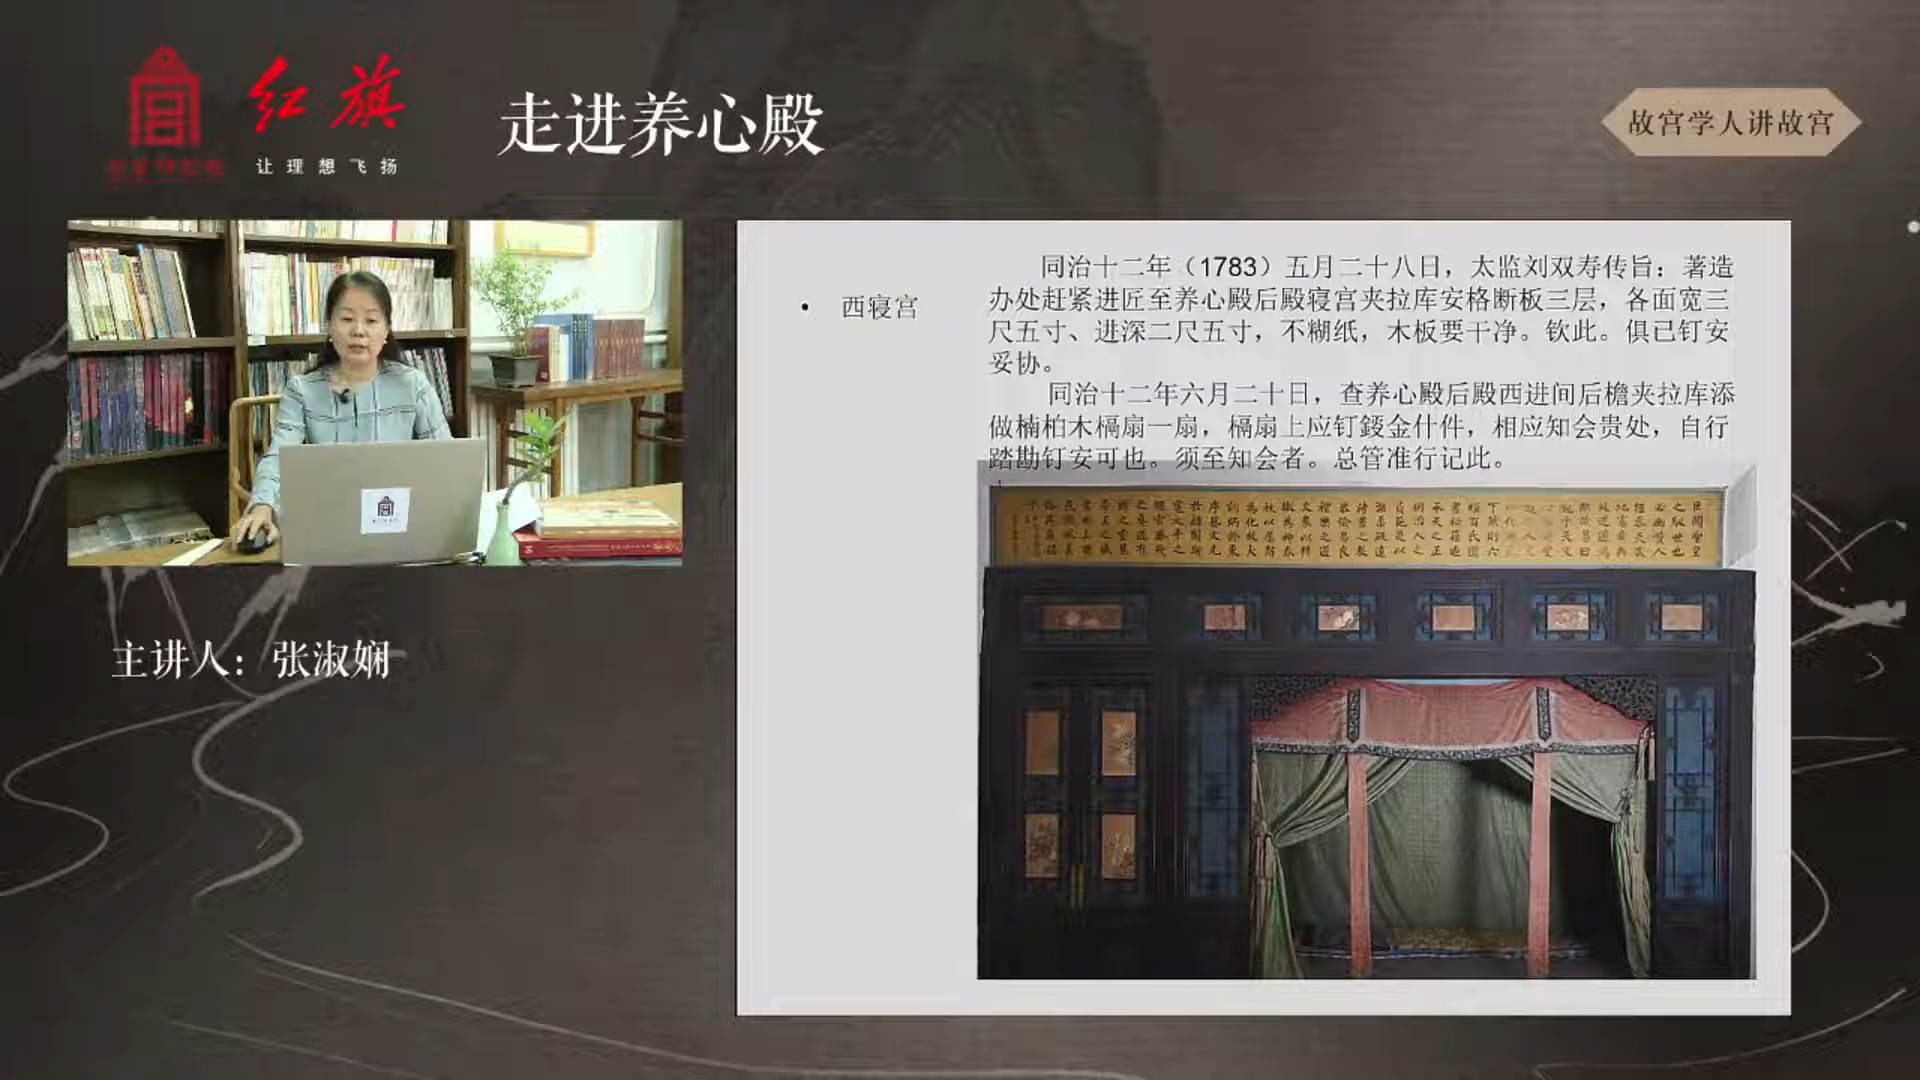 红旗
让理想飞扬
走进养心殿
故宫学人讲故宫
• 西寝宫
同治十二年（1783）五月二十八日，太监刘双寿传旨：著造
办处赶紧进匠至养心殿后殿寝宫夹拉库安格断板三层，各面宽三
尺五寸、进深二尺五寸，不糊纸，木板要干净。钦此。俱已钉安
妥协。
同治十二年六月二十日，查养心殿后殿西进间后檐夹拉库添
做楠柏木槅扇一扇，槅扇上应钉鋄金什件，相应知会贵处，自行
踏勘钉安可也。须至知会者。总管准行记此。
主讲人：张淑娴